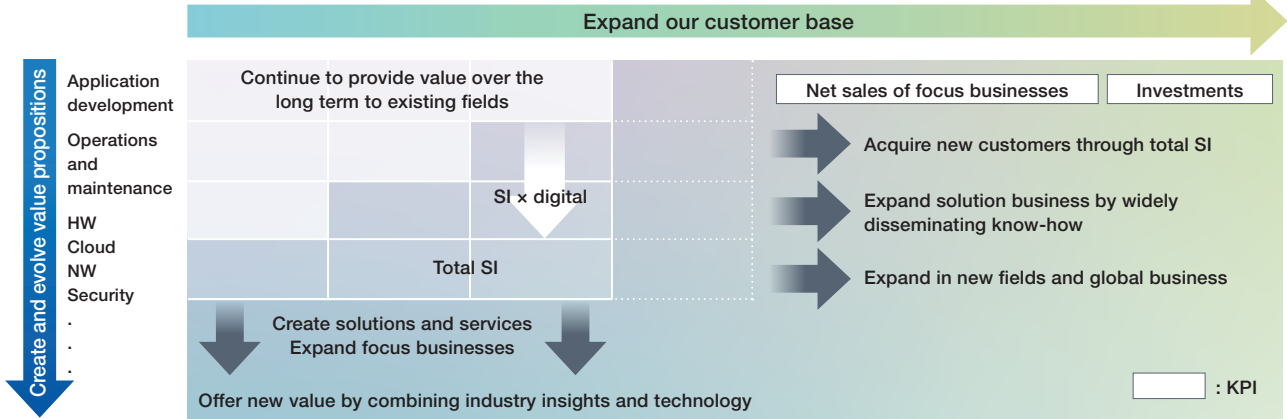 Expand our customer base
Create and evolve value propositions
Application
development
Operations
and
maintenance
HW
Cloud
NW
Security
.
.
.
Continue to provide value over the
long term to existing fields
SI × digital
Total SI
Net sales of focus businesses
Investments
Acquire new customers through total SI
Expand solution business by widely
disseminating know-how
Expand in new fields and global business
Create solutions and services
Expand focus businesses
Offer new value by combining industry insights and technology
: KPI